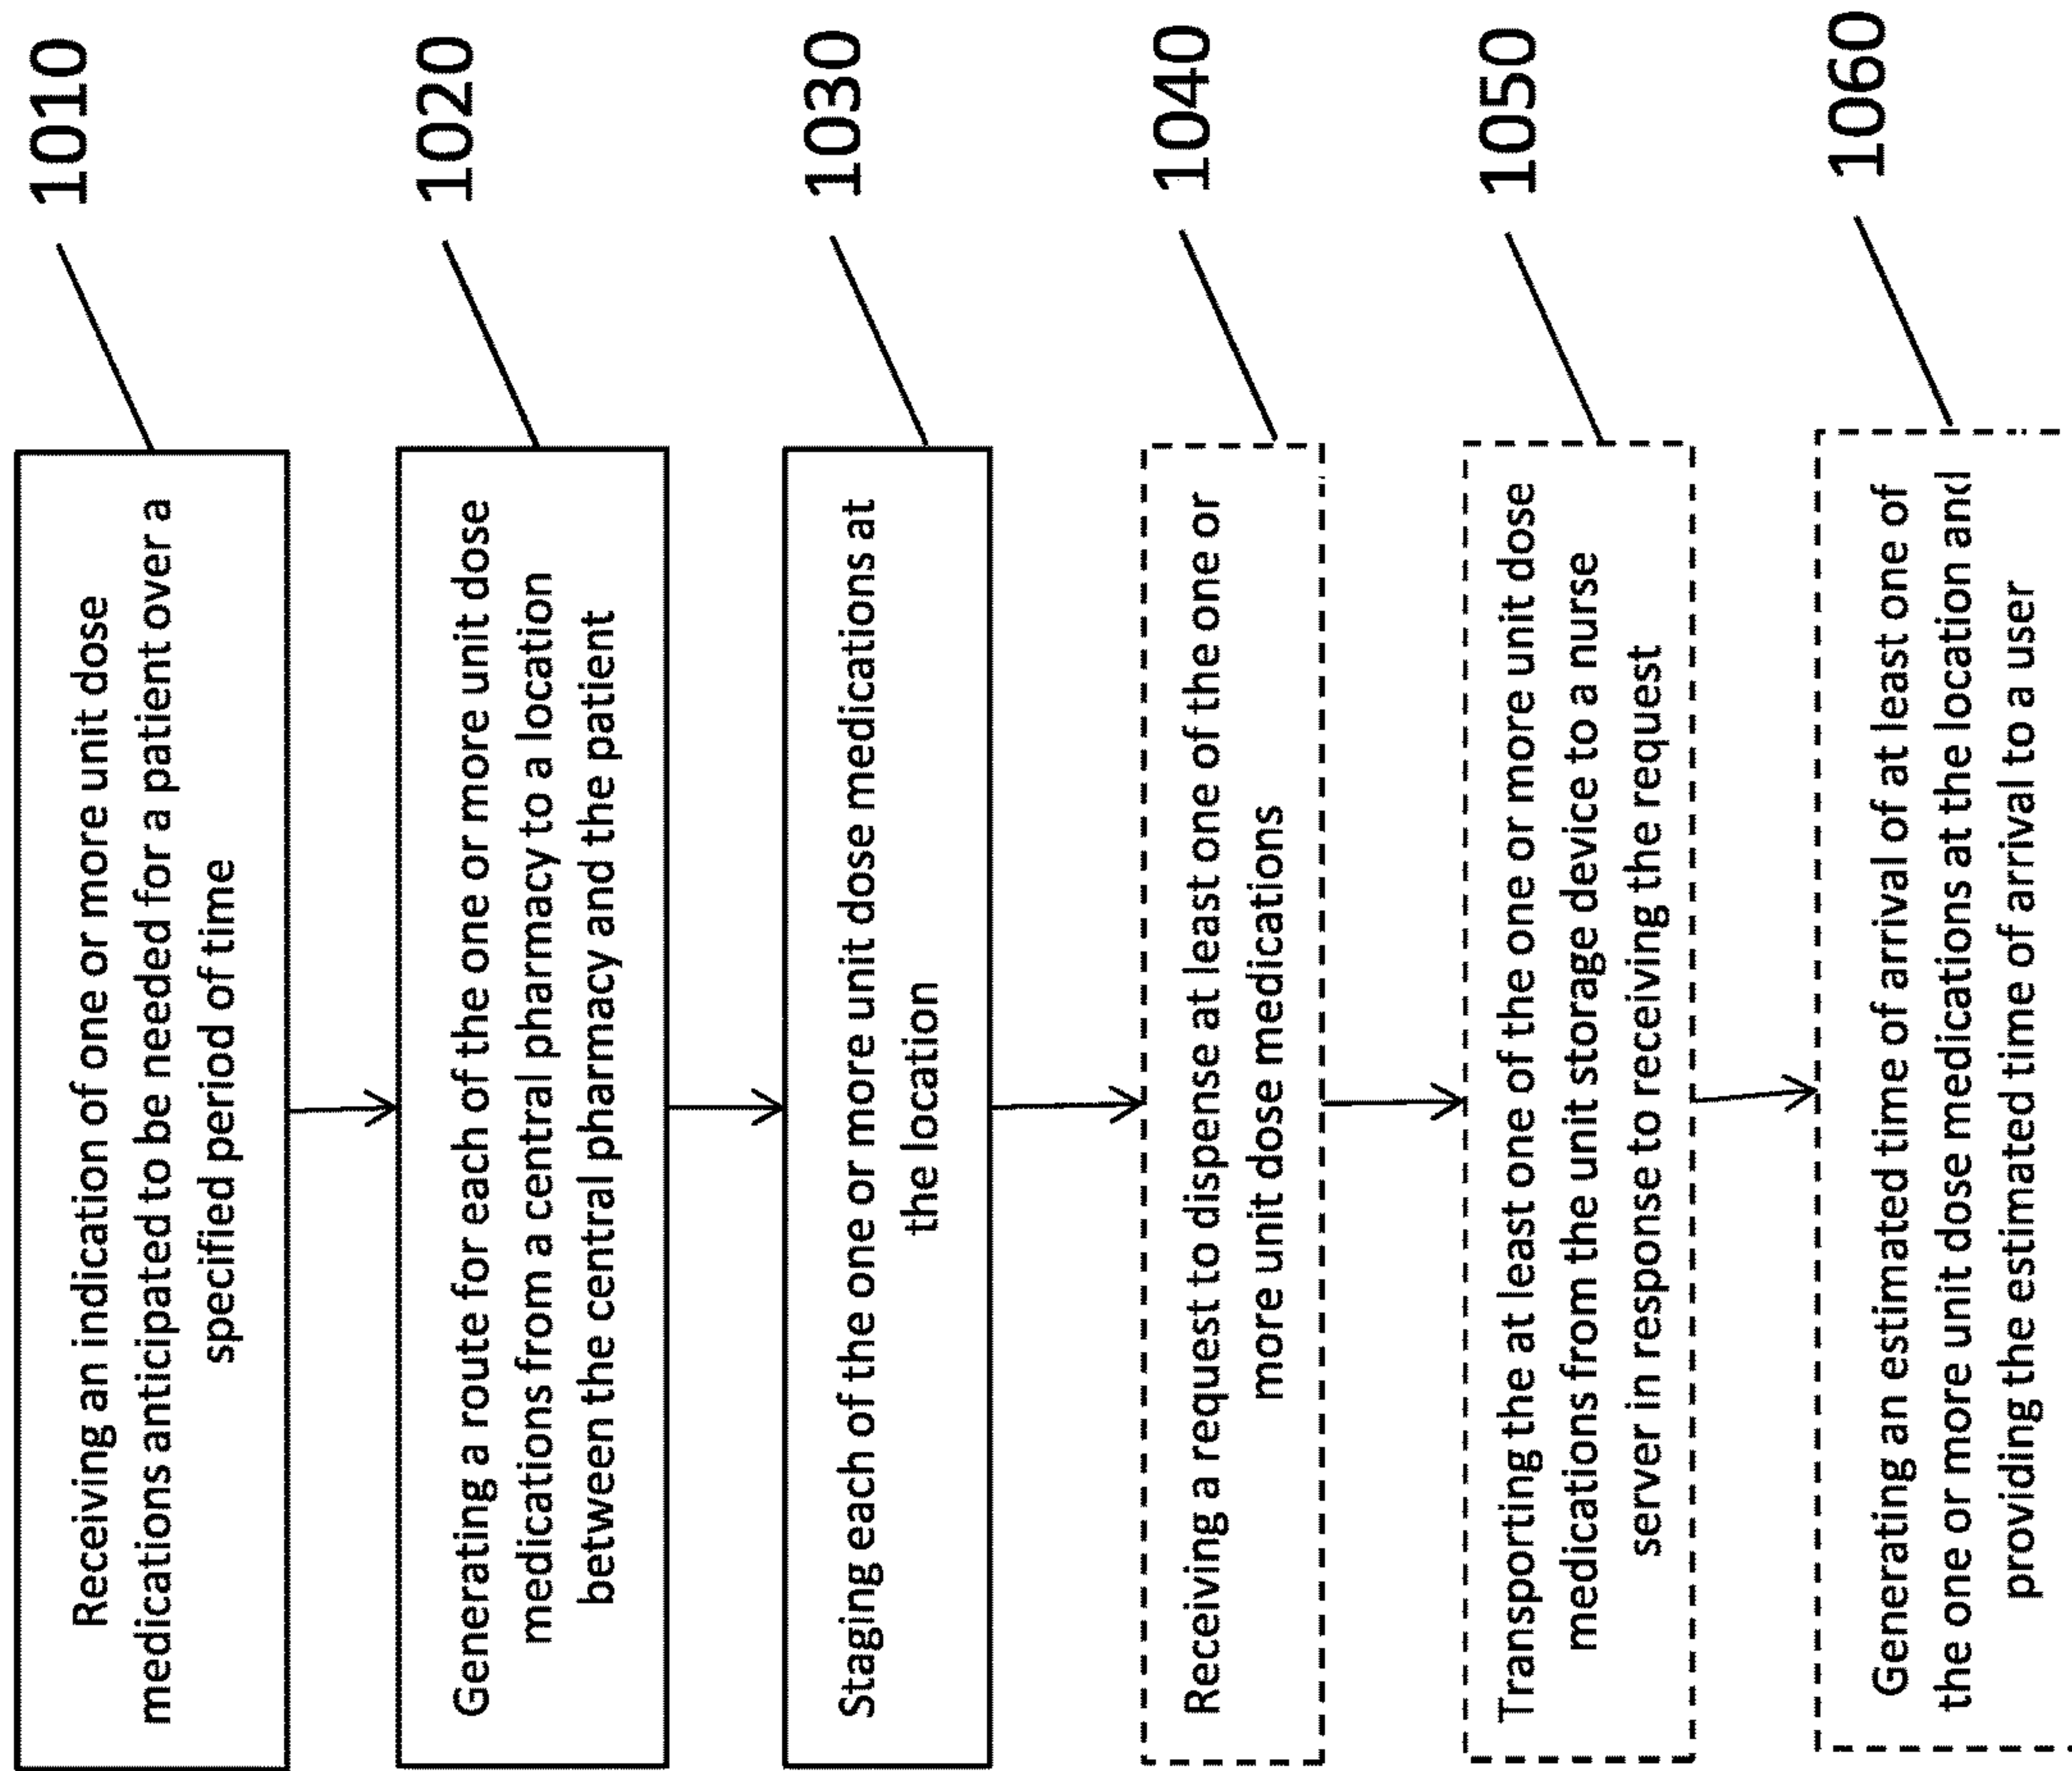 Receiving an indication of one or more unit dose
medications anticipated to be needed for a patient over a
specified period of time
1010
Generating a route for each of the one or more unit dose
medications from a central pharmacy to a location
between the central pharmacy and the patient
1020
Staging each of the one or more unit dose medications at
the location
1030
Receiving a request to dispense at least one of the one or
more unit dose medications
1040
Transporting the at least one of the one or more unit dose
medications from the unit storage device to a nurse
server in response to receiving the request
1050
Generating an estimated time of arrival of at least one of
the one or more unit dose medications at the location and
providing the estimated time of arrival to a user
1060